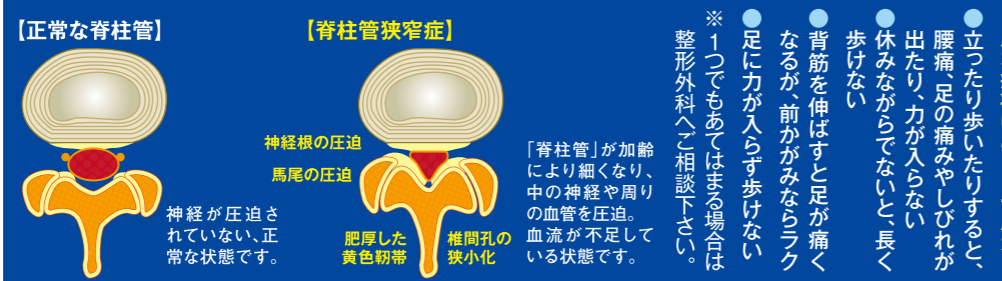 ●立ったり歩いたりすると、
腰痛、足の痛みやしびれが
出たり、力が入らない
●休みながらでないと、長く
歩けない
●背筋を伸ばすと足が痛く
なるが、前かがみならラク
●足に力が入らず歩けない
※1つでもあてはまる場合は
整形外科へご相談下さい。
【脊柱管狭窄症】
神経根の圧迫
馬尾の圧迫
肥厚した
黄色靭帯
椎間孔の
狭小化
「脊柱管」が加齢
により細くなり、
中の神経や周り
の血管を圧迫。
血流が不足して
いる状態です。
【正常な脊柱管】
神経が圧迫さ
れていない、正
常な状態です。